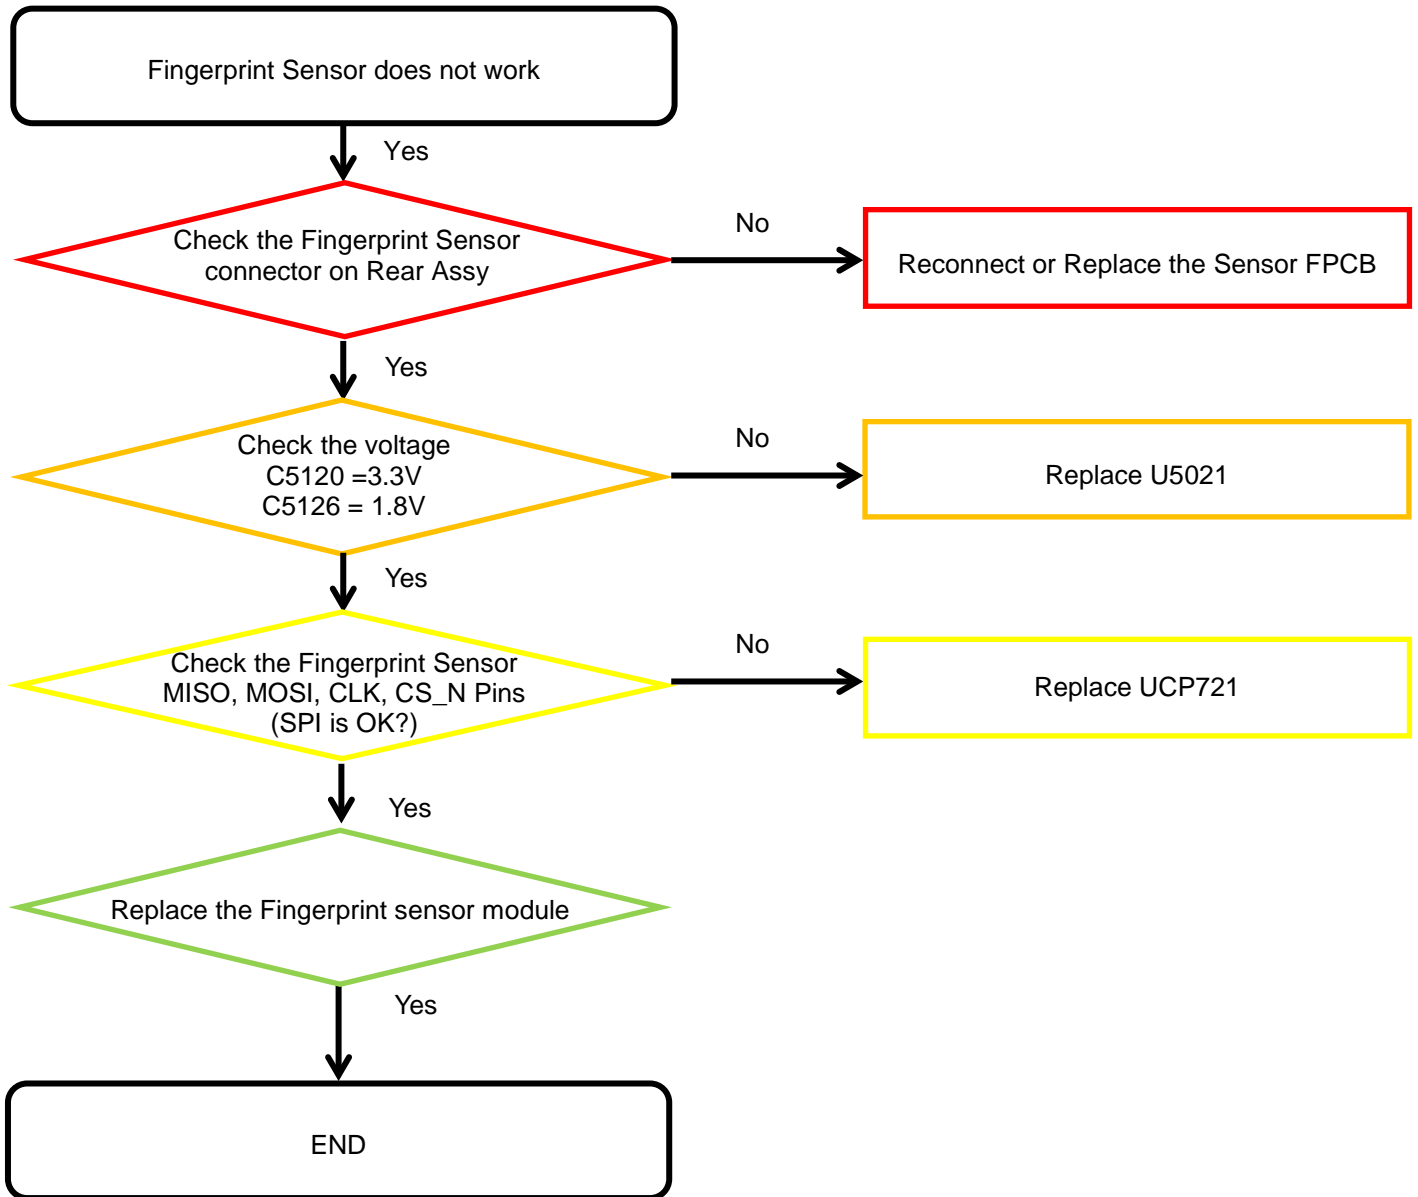 Fingerprint Sensor does not work
Yes
Check the Fingerprint Sensor
connector on Rear Assy
No
Reconnect or Replace the Sensor FPCB
Yes
Check the voltage
C5120 =3.3V
C5126 = 1.8V
No
Replace U5021
Yes
Check the Fingerprint Sensor
MISO, MOSI, CLK, CS_N Pins
(SPI is OK?)
No
Replace UCP721
Yes
Replace the Fingerprint sensor module
Yes
END